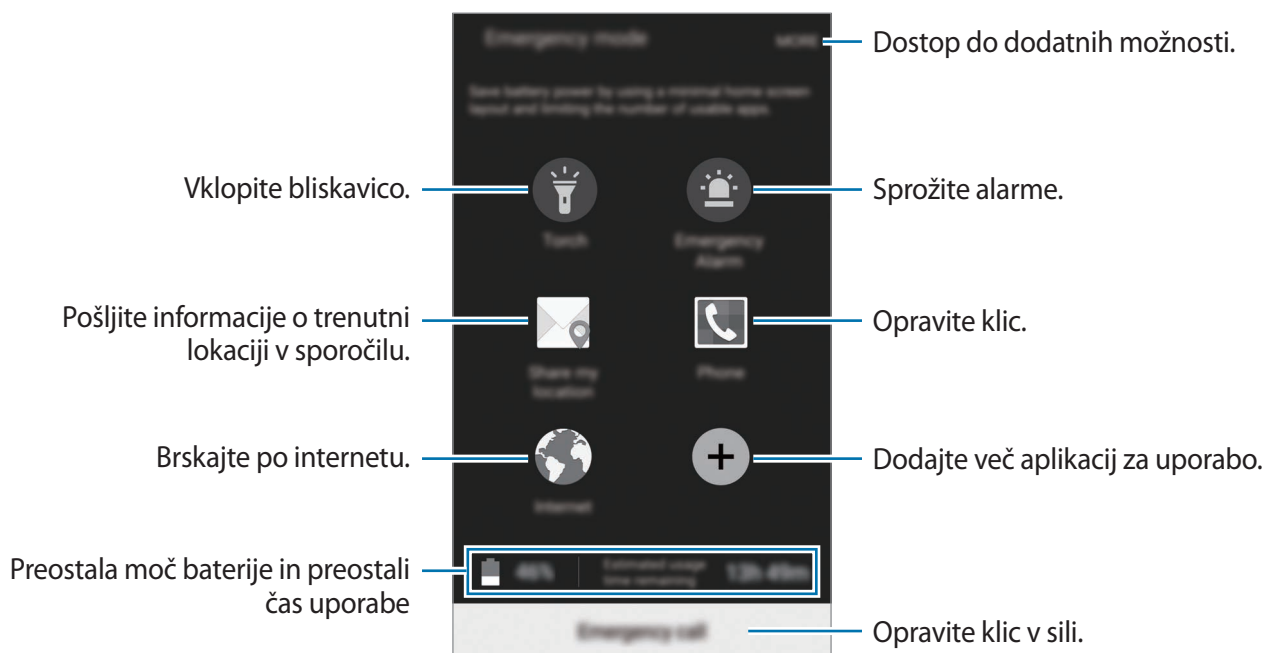 Emergency mode
MORE
Dostop do dodatnih možnosti.
Save battery power by using a minimal home screen
layout and limiting the number of usable apps.
Vklopite bliskavico.
Sprožite alarme.
Torch
Emergency
Alarm
Pošljite informacije o trenutni
lokaciji v sporočilu.
Opravite klic.
Share my
location
Phone
Brskajte po internetu.
Dodajte več aplikacij za uporabo.
Internet
Preostala moč baterije in preostali
čas uporabe
46%
Estimated usage
time remaining
13h 49m
Emergency call
Opravite klic v sili.